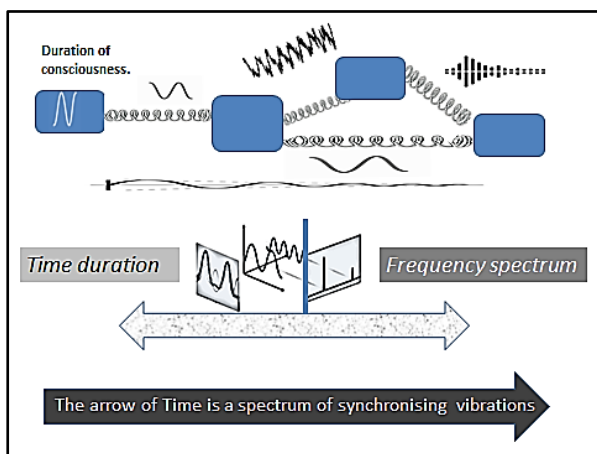 Duration of
consciousness.
Time duration
Frequency spectrum
The arrow of Time is a spectrum of synchronising vibrations